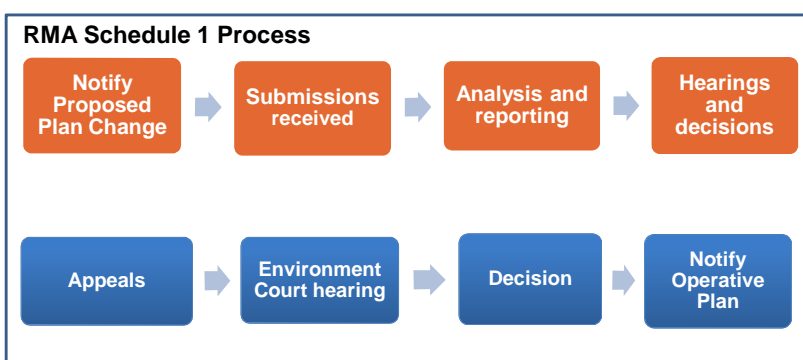 RMA Schedule 1 Process
Notify
Proposed
Plan Change
Submissions
received
Analysis and
reporting
Hearings
and
decisions
Appeals
Environment
Court hearing
Decision
Notify
Operative
Plan